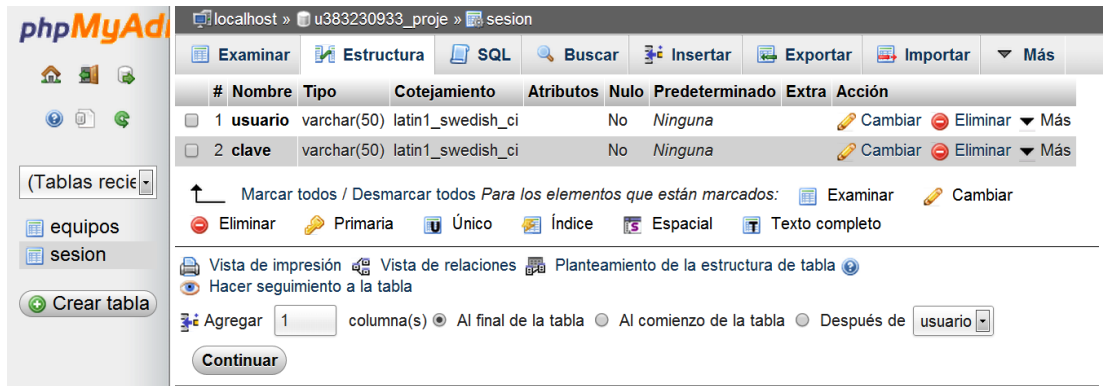 phpMyAd
(Tablas recie
equipos
sesion
Crear tabla
localhost » u383230933_proje » sesion
Examinar Estructura SQL Buscar Insertar Exportar Importar Más
# Nombre Tipo Cotejamiento Atributos Nulo Predeterminado Extra Acción
1 usuario varchar(50) latin1_swedish_ci No Ninguna Cambiar Eliminar Más
2 clave varchar(50) latin1_swedish_ci No Ninguna Cambiar Eliminar Más
Marcar todos / Desmarcar todos Para los elementos que están marcados: Examinar Cambiar
Eliminar Primaria Único Índice Espacial Texto completo
Vista de impresión Vista de relaciones Planteamiento de la estructura de tabla
Hacer seguimiento a la tabla
Agregar 1 columna(s) Al final de la tabla Al comienzo de la tabla Después de usuario
Continuar